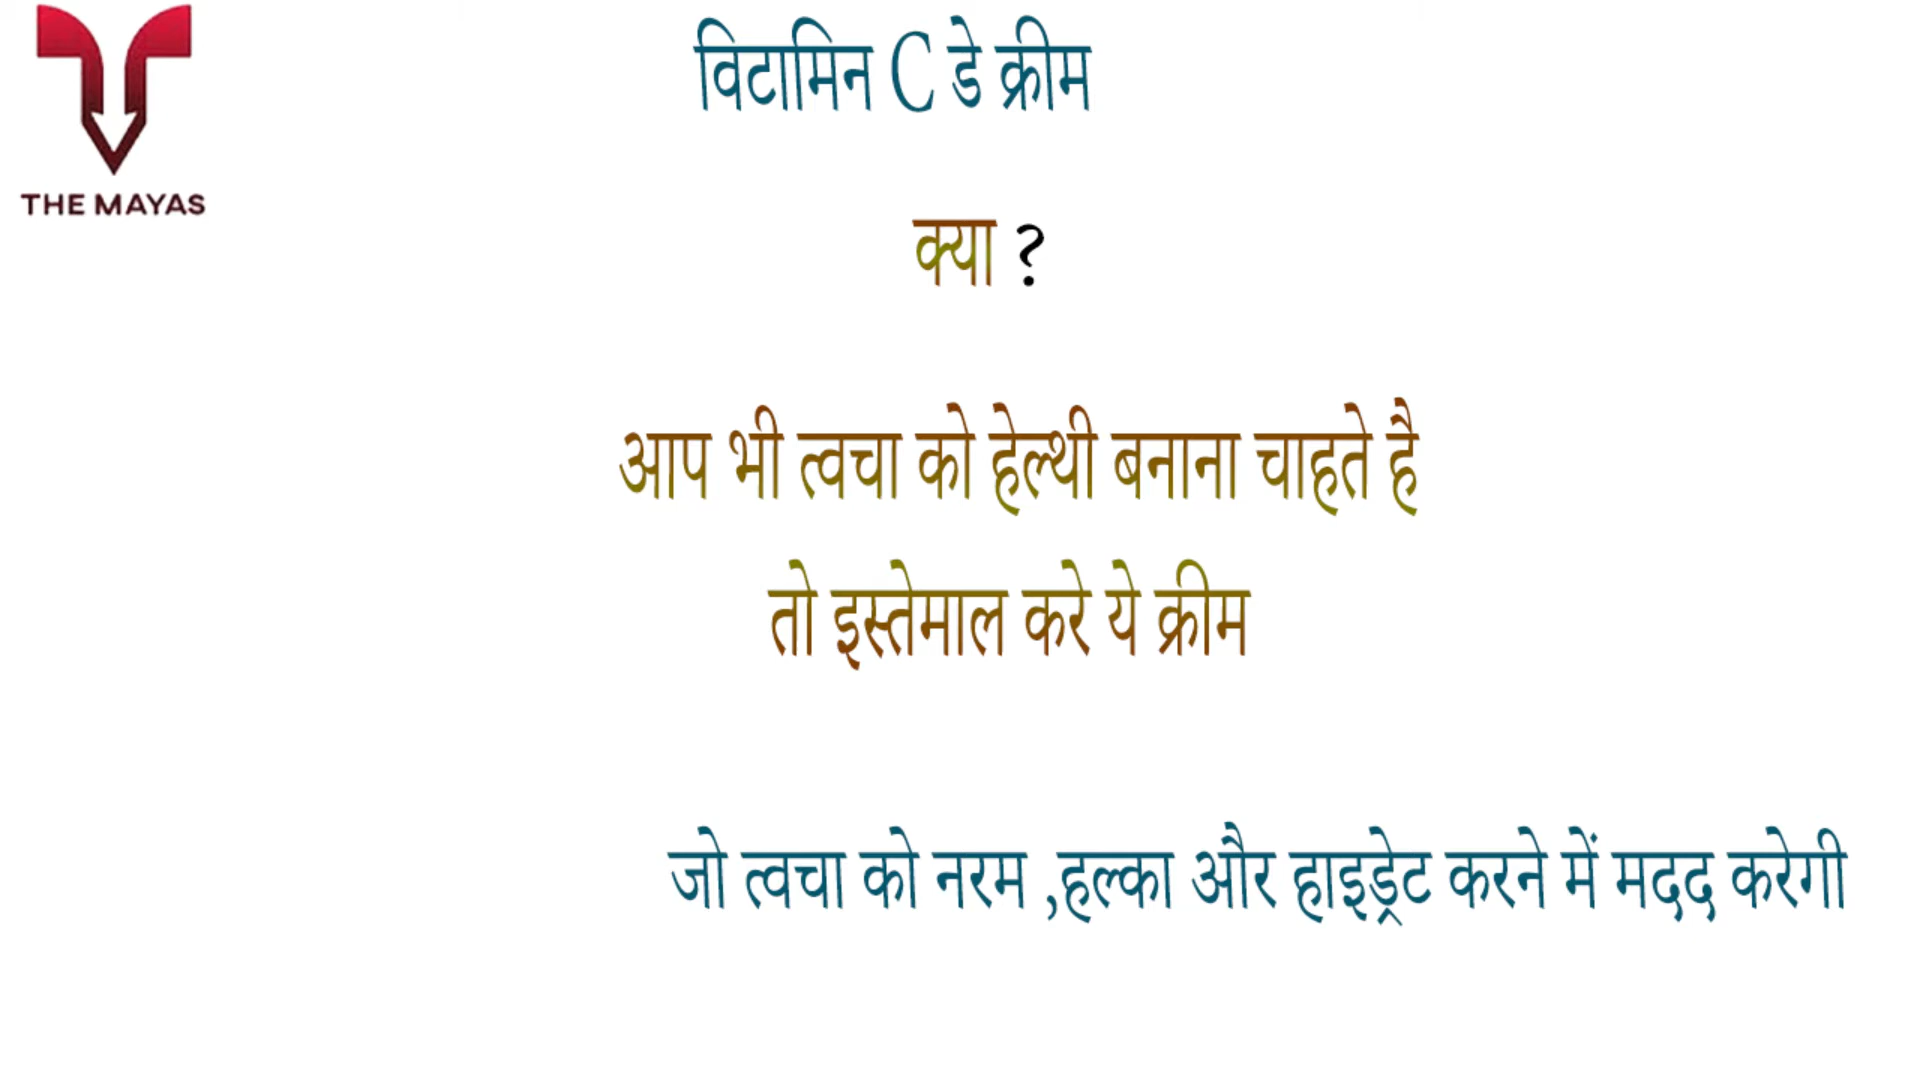 THE MAYAS
विटामिन C डे क्रीम
क्या ?
आप भी त्वचा को हेल्थी बनाना चाहते है
तो इस्तेमाल करे ये क्रीम
जो त्वचा को नरम ,हल्का और हाइड्रेट करने में मदद करेगी